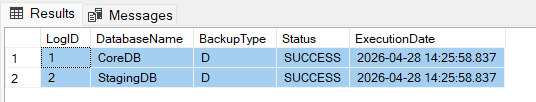 Results Messages
LogID DatabaseName BackupType Status ExecutionDate
1 1 CoreDB D SUCCESS 2026-04-28 14:25:58.837
2 2 StagingDB D SUCCESS 2026-04-28 14:25:58.837